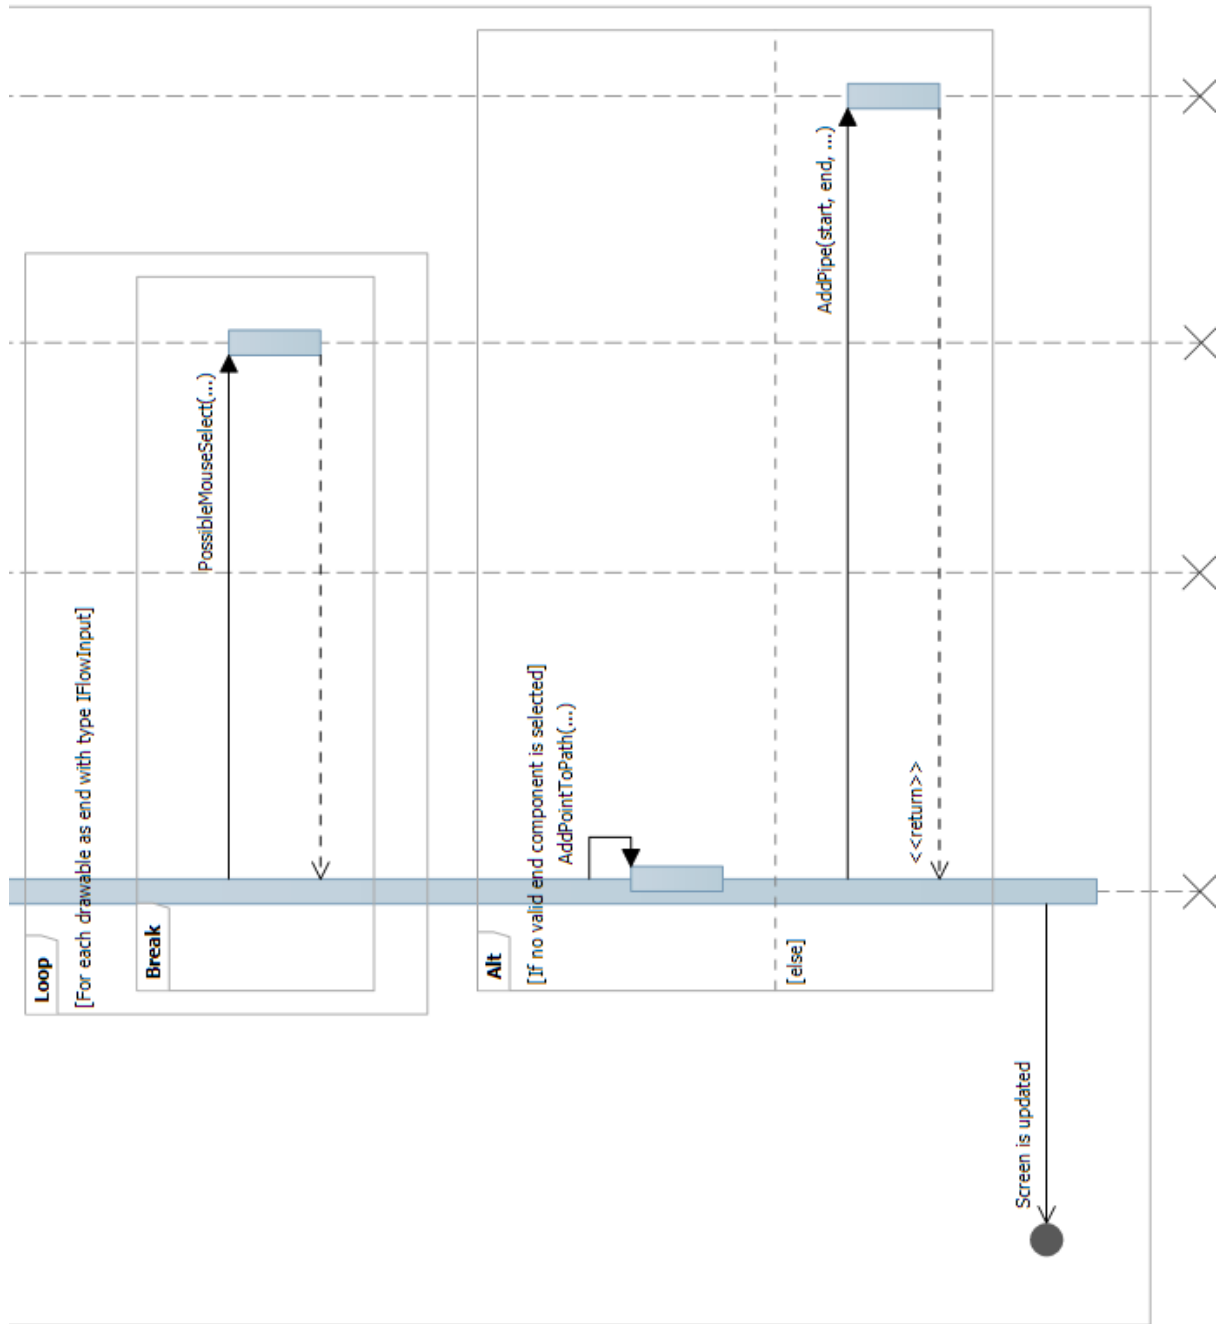 Loop
[For each drawable as end with type IFlowInput]
Break
PossibleMouseSelect(...)
Alt
[If no valid end component is selected]
AddPointToPath(...)
[else]
AddPipe(start, end, ...)
<<return>>
Screen is updated